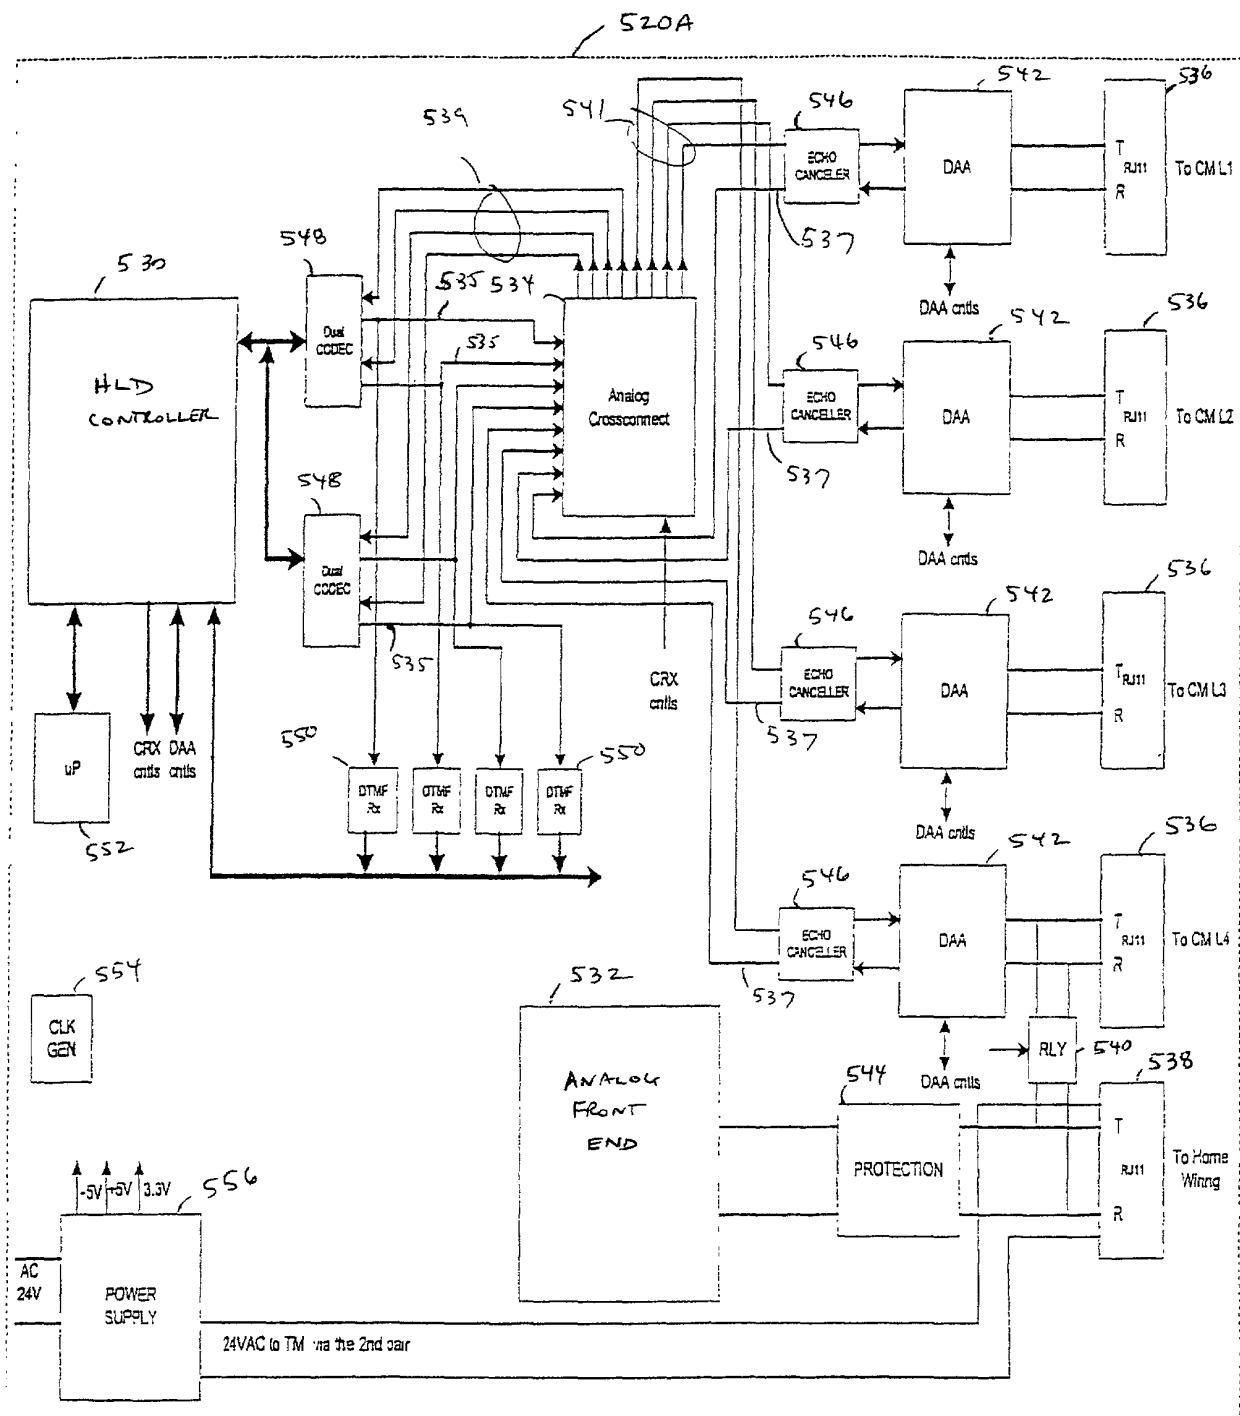 520A
542
536
546
541
539
T
RJ11
R
ECHO
CANCELER
DAA
To CM L1
537
548
530
535
534
DAA cntls
542
536
546
Dual
CODEC
535
HLD
CONTROLLER
Analog
Crossconnect
ECHO
CANCELLER
DAA
T
RJ11
R
To CM L2
537
548
DAA cntls
536
Dual
CODEC
542
546
535
ECHO
CANCELLER
DAA
T
RJ11
R
To CM L3
CRX
cntls
537
550
550
uP
CRX
cntls
DAA
cntls
DTMF
Rx
DTMF
Rx
DTMF
Rx
DTMF
Rx
552
DAA cntls
542
536
546
ECHO
CANCELLER
DAA
T
RJ11
R
To CM L4
554
532
537
CLK
GEN
RLY
540
DAA cntls
538
544
ANALOG
FRONT
END
T
RJ11
R
To Home
Wiring
PROTECTION
-5V
+5V
3.3V
556
AC
24V
POWER
SUPPLY
24VAC to TM via the 2nd pair